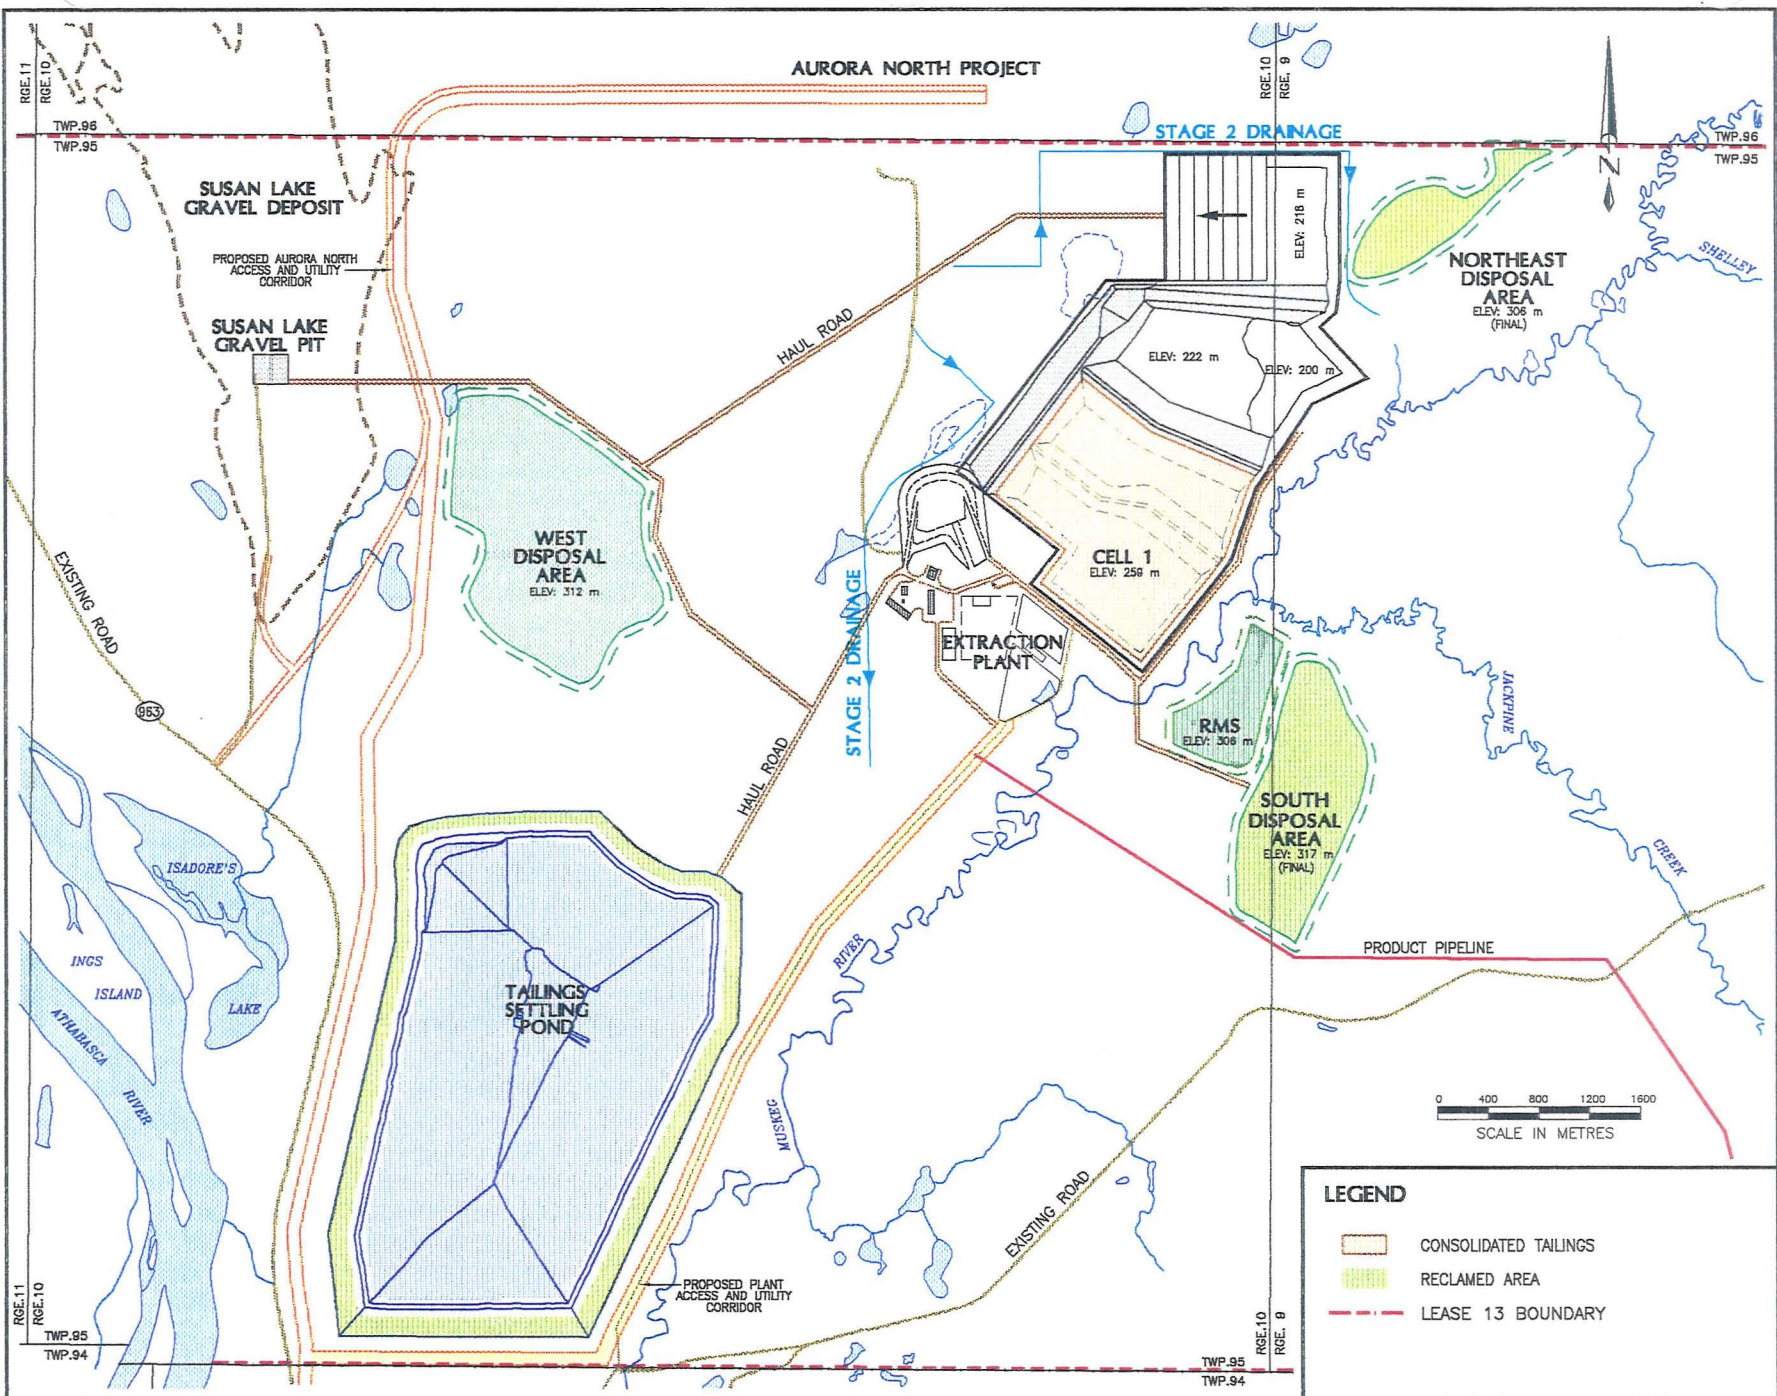 RGE.11
RGE.10
AURORA NORTH PROJECT
RGE.10
RGE. 9
TWP.96
TWP.95
STAGE 2 DRAINAGE
TWP.96
TWP.95
N
SUSAN LAKE
GRAVEL DEPOSIT
PROPOSED AURORA NORTH
ACCESS AND UTILITY
CORRIDOR
ELEV: 218 m
NORTHEAST
DISPOSAL
AREA
ELEV: 306 m
(FINAL)
SHELLEY
SUSAN LAKE
GRAVEL PIT
HAUL ROAD
ELEV: 222 m
ELEV: 200 m
WEST
DISPOSAL
AREA
ELEV: 312 m
CELL 1
ELEV: 259 m
EXISTING ROAD
963
STAGE 2 DRAINAGE
EXTRACTION
PLANT
JACKPINE
CREEK
RMS
ELEV: 306 m
HAUL ROAD
SOUTH
DISPOSAL
AREA
ELEV: 317 m
(FINAL)
ISADORE'S
LAKE
INGS
ISLAND
ATHABASCA
RIVER
TAILINGS
SETTLING
POND
RIVER
MUSKEG
PRODUCT PIPELINE
EXISTING ROAD
PROPOSED PLANT
ACCESS AND UTILITY
CORRIDOR
0 400 800 1200 1600
SCALE IN METRES
LEGEND
CONSOLIDATED TAILINGS
RECLAMED AREA
LEASE 13 BOUNDARY
RGE.11
RGE.10
TWP.95
TWP.94
RGE.10
RGE. 9
TWP.95
TWP.94